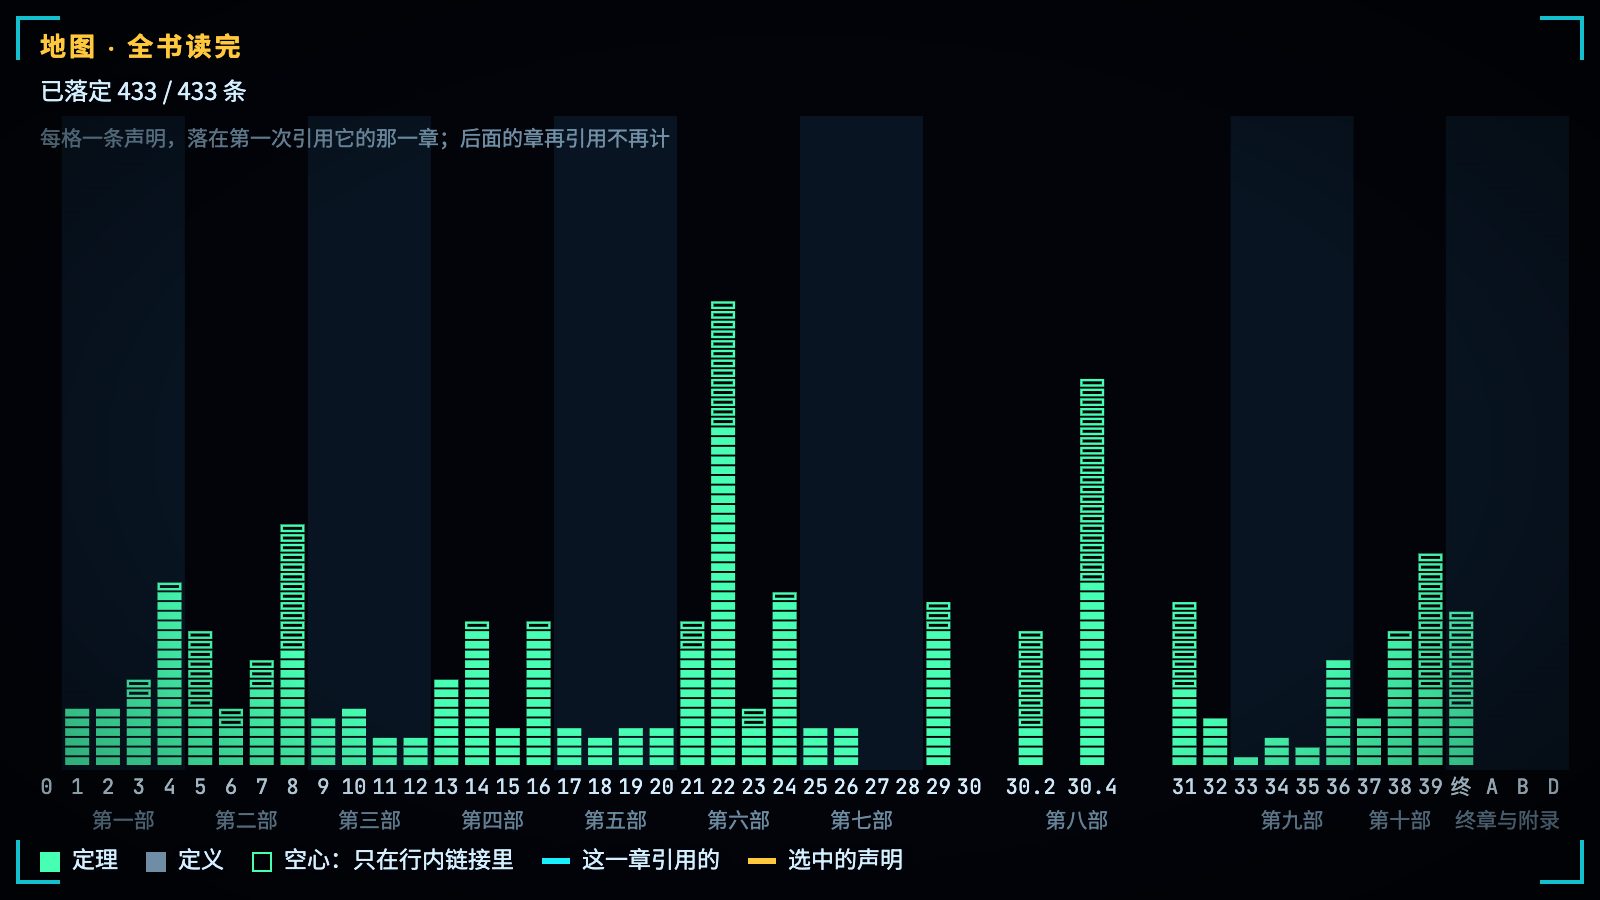 地图 · 全书读完
已落定 433 / 433 条
每格一条声明，落在第一次引用它的那一章；后面的章再引用不再计
0 1 2 3 4 5 6 7 8 9 10 11 12 13 14 15 16 17 18 19 20 21 22 23 24 25 26 27 28 29 30 30.2 30.4 31 32 33 34 35 36 37 38 39 终 A B D
第一部 第二部 第三部 第四部 第五部 第六部 第七部 第八部 第九部 第十部 终章与附录
定理 定义 空心：只在行内链接里 这一章引用的 选中的声明